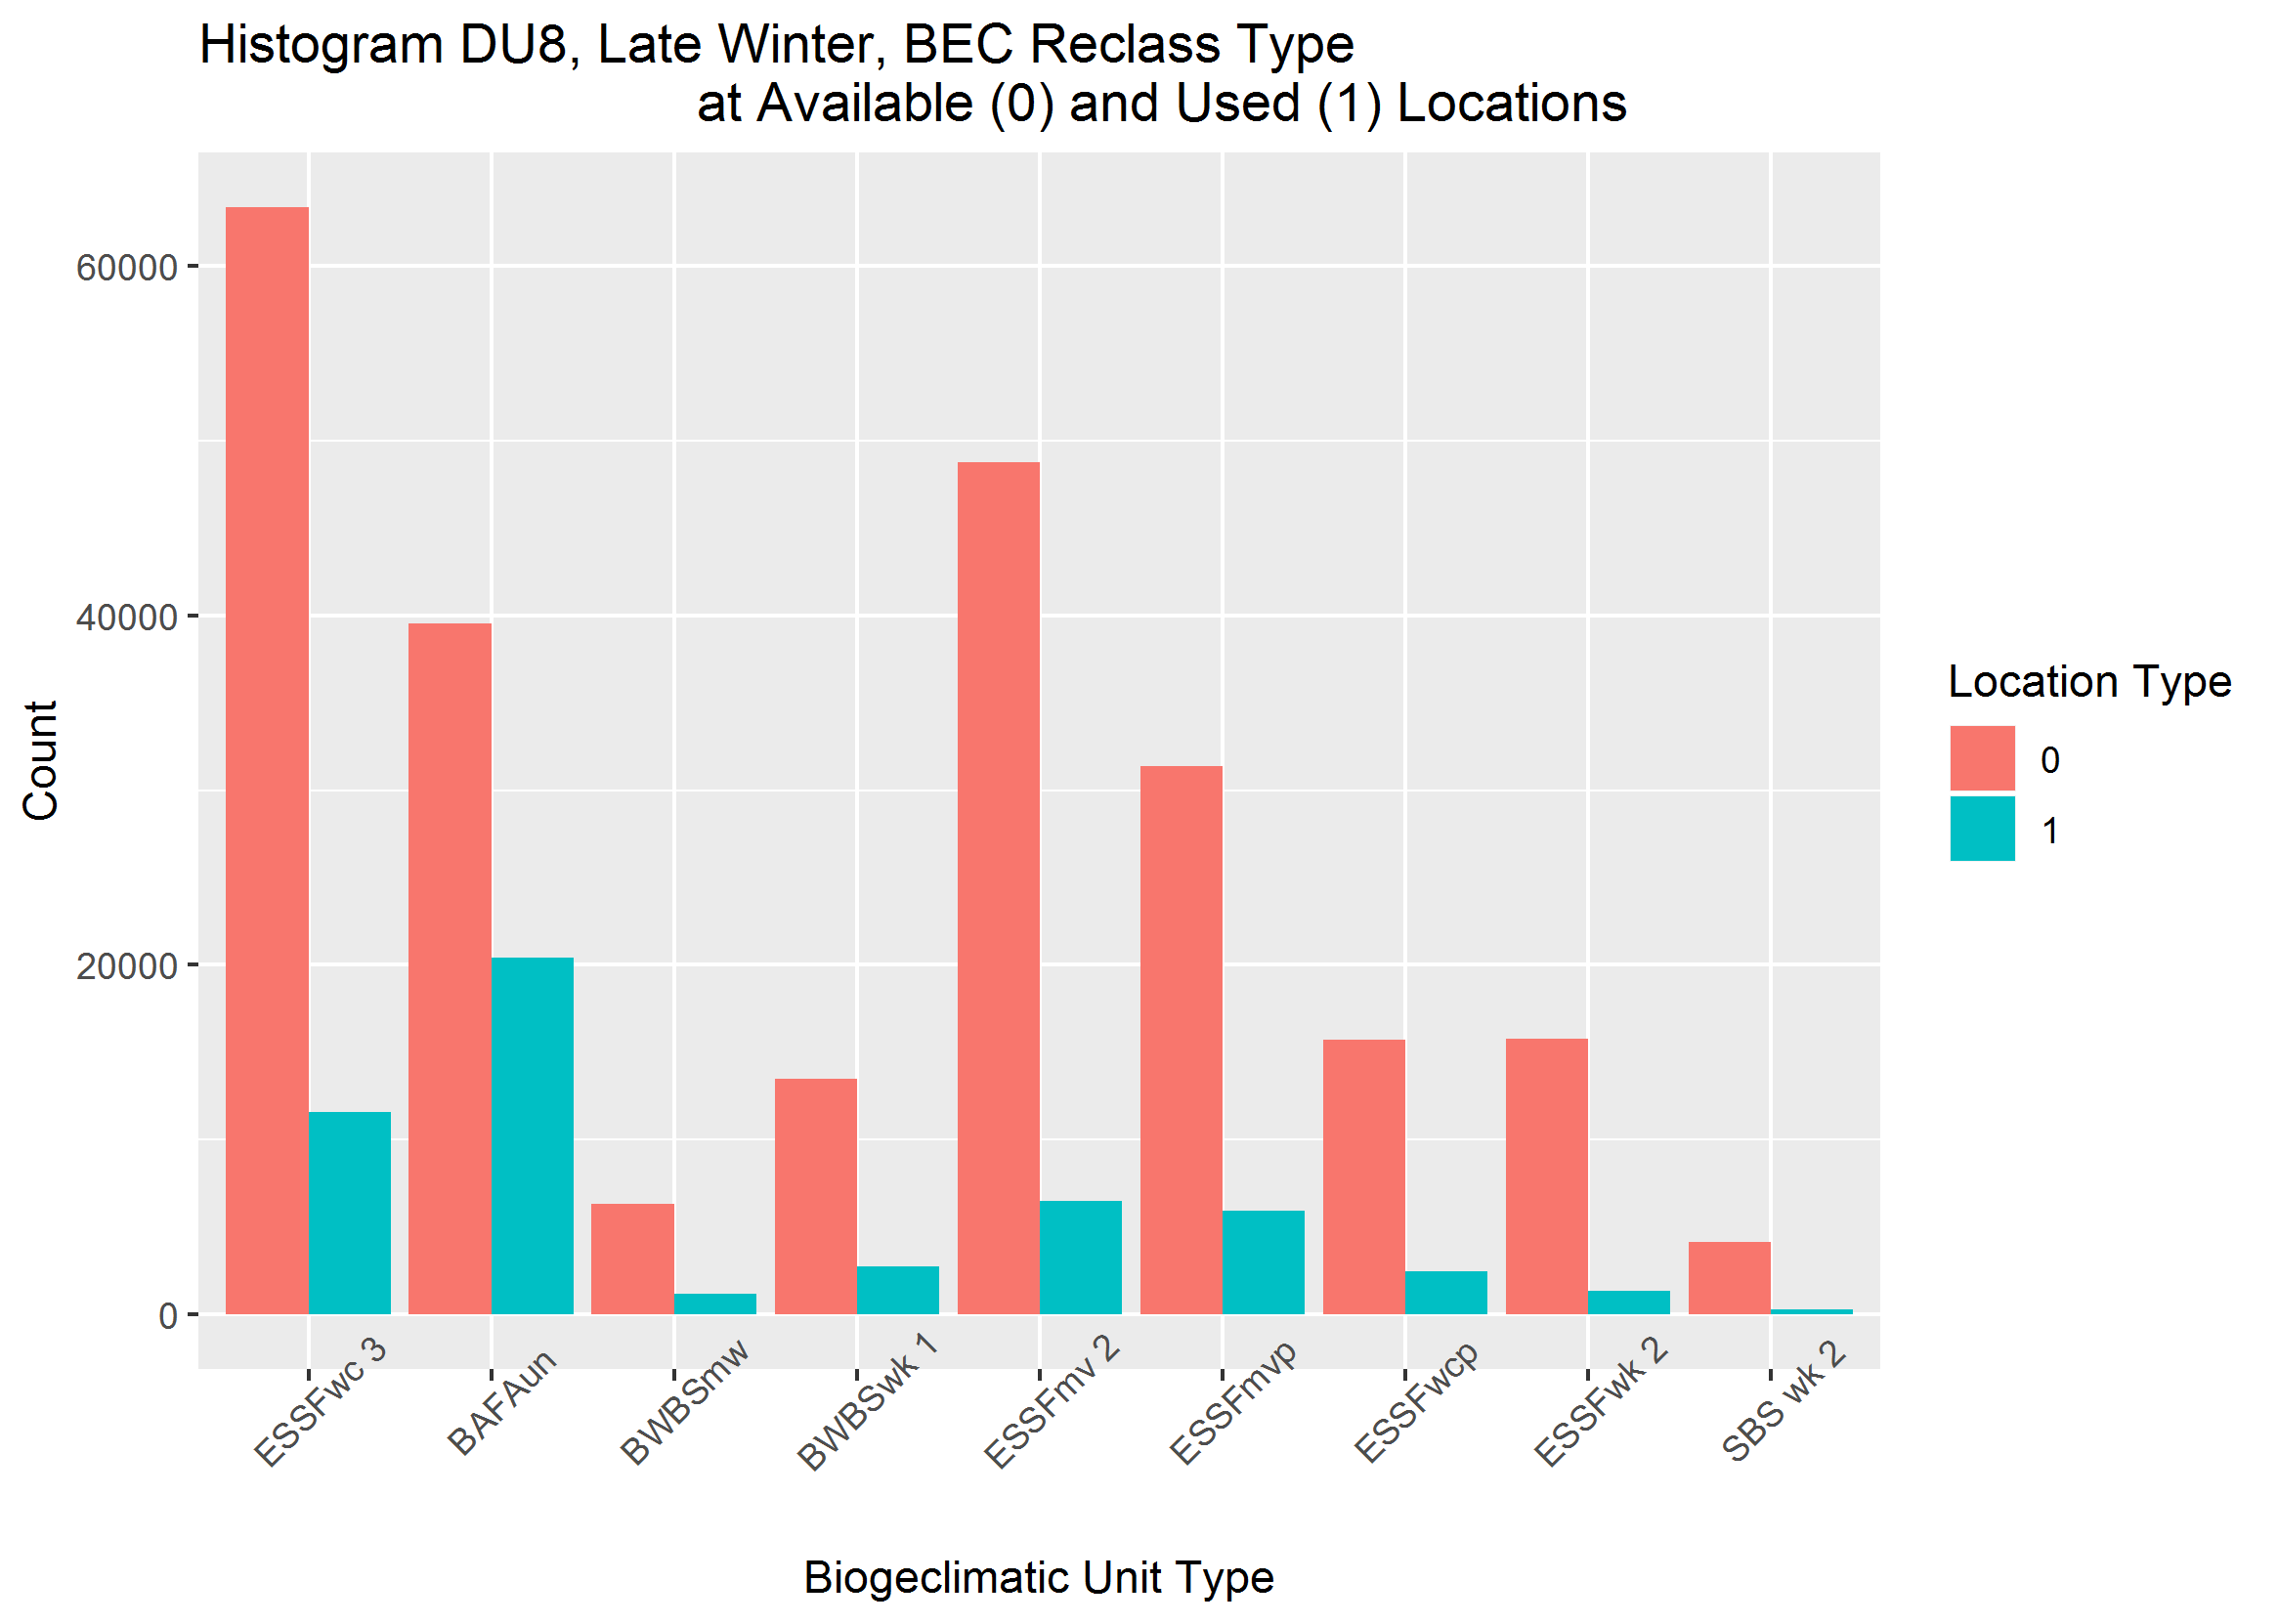 Histogram DU8, Late Winter, BEC Reclass Type
at Available (0) and Used (1) Locations
Count
60000
40000
20000
0
ESSFwc 3
BAFAun
BWBSmw
BWBSwk 1
ESSFmv 2
ESSFmvp
ESSFwcp
ESSFwk 2
SBS wk 2
Biogeclimatic Unit Type
Location Type
0
1